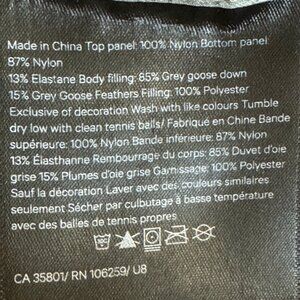 Made in China Top panel: 100% Nylon Bottom panel:
87% Nylon
13% Elastane Body filling: 85% Grey goose down
15% Grey Goose Feathers Filling: 100% Polyester
Exclusive of decoration Wash with like colours Tumble
dry low with clean tennis balls/ Fabriqué en Chine Bande
supérieure: 100% Nylon Bande inférieure: 87% Nylon
13% Élasthanne Rembourrage du corps: 85% Duvet d'oie
grise 15% Plumes d'oie grise Garnissage: 100% Polyester
Sauf la décoration Laver avec des couleurs similaires
seulement Sécher par culbutage à basse température
avec des balles de tennis propres
CA 35801/ RN 106259/ U8